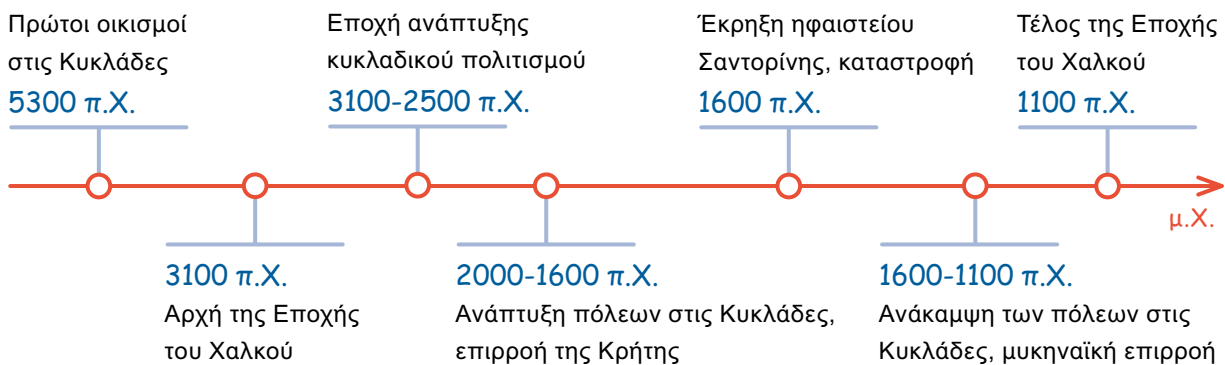 Πρώτοι οικισμοί
στις Κυκλάδες
5300 π.Χ.
Εποχή ανάπτυξης
κυκλαδικού πολιτισμού
3100-2500 π.Χ.
Έκρηξη ηφαιστείου
Σαντορίνης, καταστροφή
1600 π.Χ.
Τέλος της Εποχής
του Χαλκού
1100 π.Χ.
μ.Χ.
3100 π.Χ.
Αρχή της Εποχής
του Χαλκού
2000-1600 π.Χ.
Ανάπτυξη πόλεων στις Κυκλάδες,
επιρροή της Κρήτης
1600-1100 π.Χ.
Ανάκαμψη των πόλεων στις
Κυκλάδες, μυκηναϊκή επιρροή